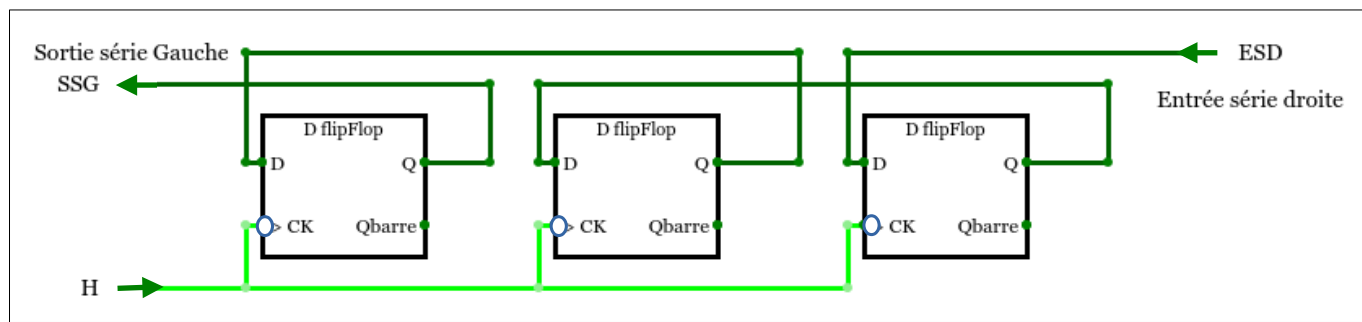 Sortie série Gauche
SSG
ESD
Entrée série droite
D flipFlop
D flipFlop
D flipFlop
D
Q
D
Q
D
Q
CK
Qbarre
CK
Qbarre
CK
Qbarre
H